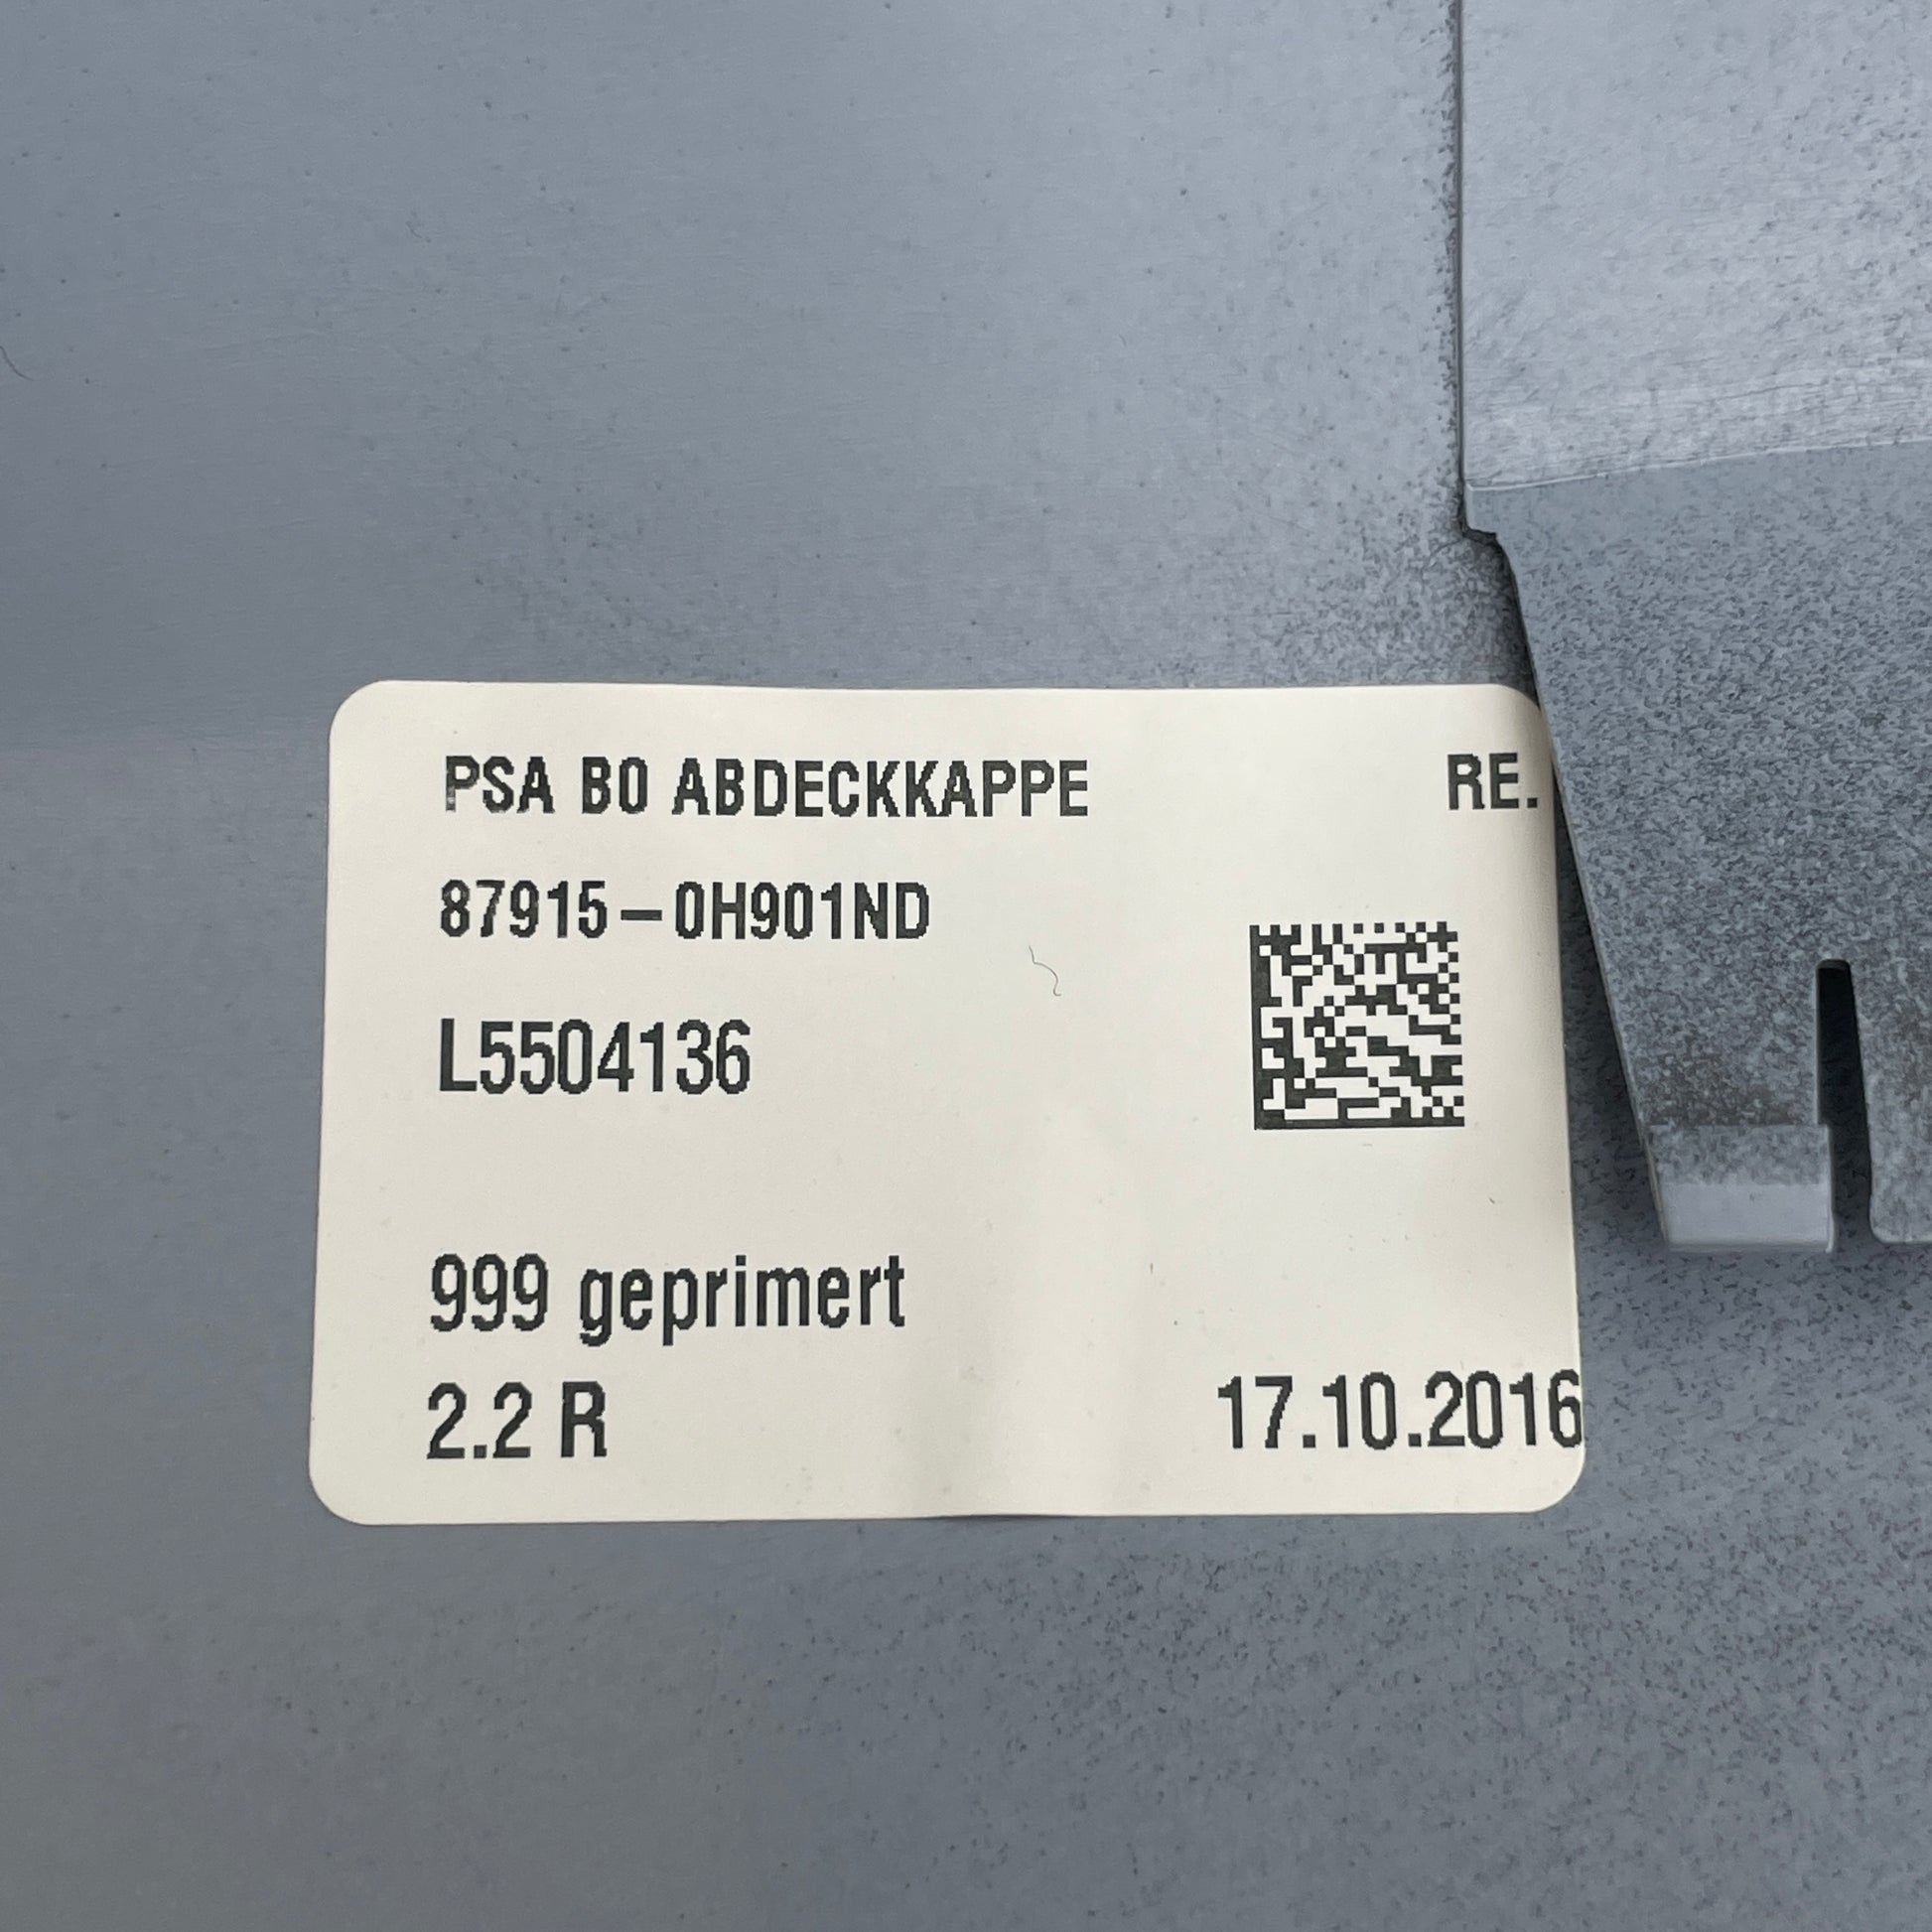 PSA B0 ABDECKKAPPE RE.
87915-0H901ND
L5504136
999 geprimert
2.2 R 17.10.2016